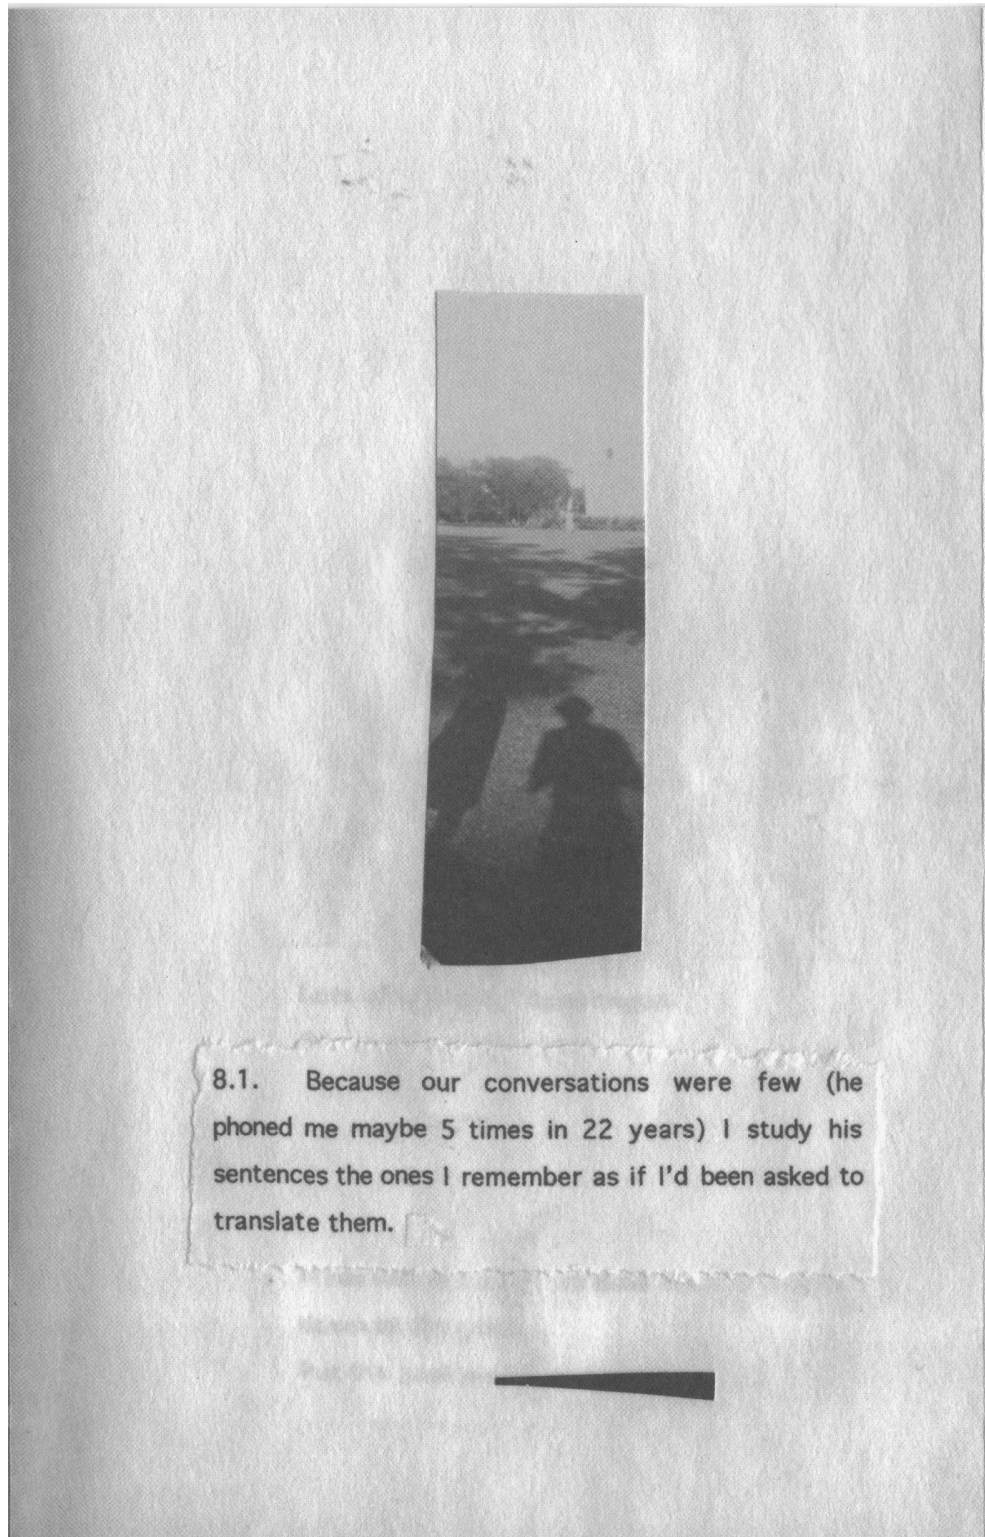 8.1. Because our conversations were few (he
phoned me maybe 5 times in 22 years) I study his
sentences the ones I remember as if I'd been asked to
translate them.